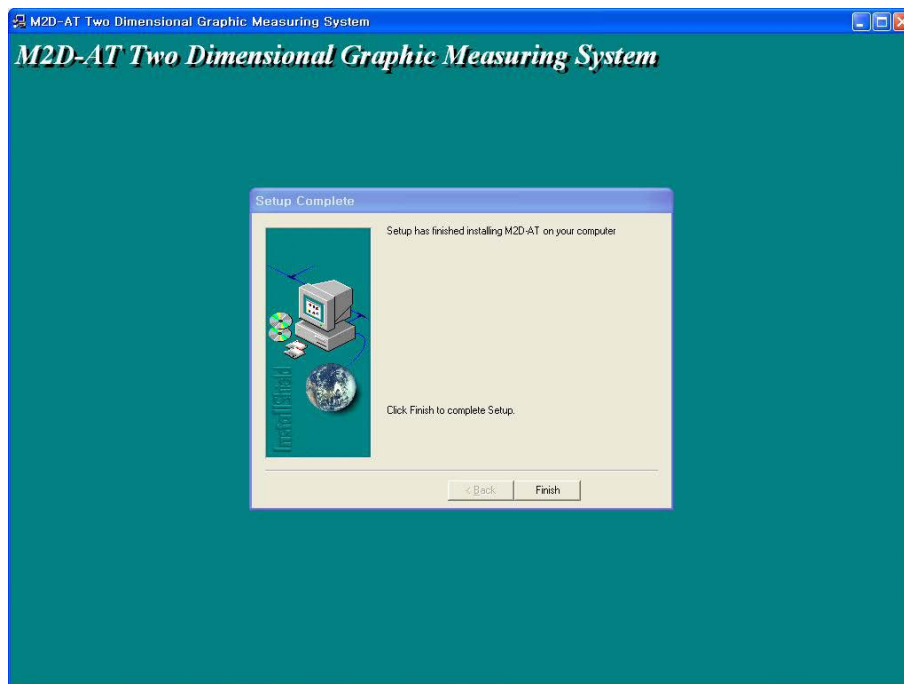 M2D-AT Two Dimensional Graphic Measuring System
M2D-AT Two Dimensional Graphic Measuring System
Setup Complete
Setup has finished installing M2D-AT on your computer
InstallShield
Click Finish to complete Setup.
< Back
Finish